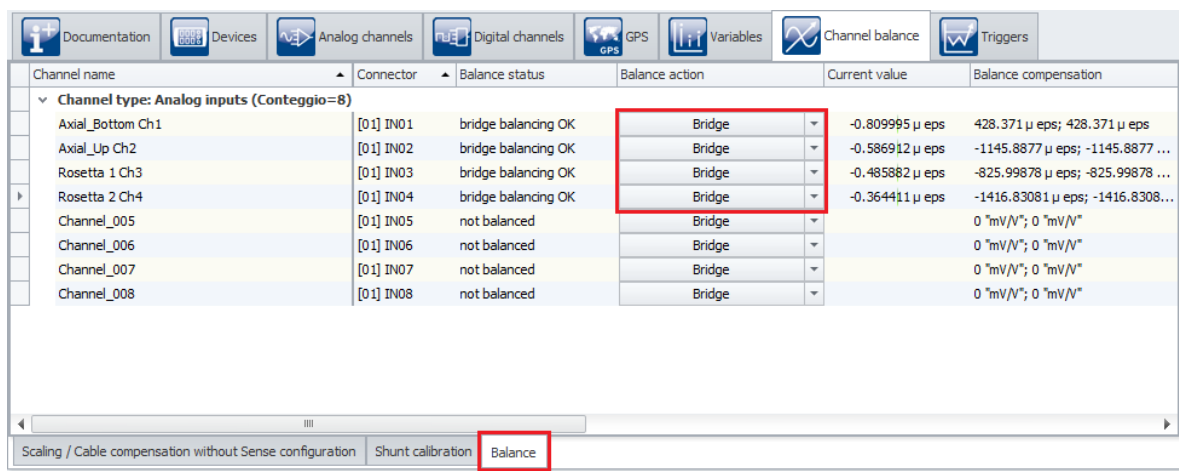 Documentation Devices Analog channels Digital channels GPS GPS Variables Channel balance Triggers
Channel name Connector Balance status Balance action Current value Balance compensation
Channel type: Analog inputs (Conteggio=8)
Axial_Bottom Ch1 [01] IN01 bridge balancing OK Bridge -0.809995 µ eps 428.371 µ eps; 428.371 µ eps
Axial_Up Ch2 [01] IN02 bridge balancing OK Bridge -0.586912 µ eps -1145.8877 µ eps; -1145.8877 ...
Rosetta 1 Ch3 [01] IN03 bridge balancing OK Bridge -0.485882 µ eps -825.99878 µ eps; -825.99878 ...
Rosetta 2 Ch4 [01] IN04 bridge balancing OK Bridge -0.364411 µ eps -1416.83081 µ eps; -1416.8308...
Channel_005 [01] IN05 not balanced Bridge 0 "mV/V"; 0 "mV/V"
Channel_006 [01] IN06 not balanced Bridge 0 "mV/V"; 0 "mV/V"
Channel_007 [01] IN07 not balanced Bridge 0 "mV/V"; 0 "mV/V"
Channel_008 [01] IN08 not balanced Bridge 0 "mV/V"; 0 "mV/V"
Scaling / Cable compensation without Sense configuration Shunt calibration Balance